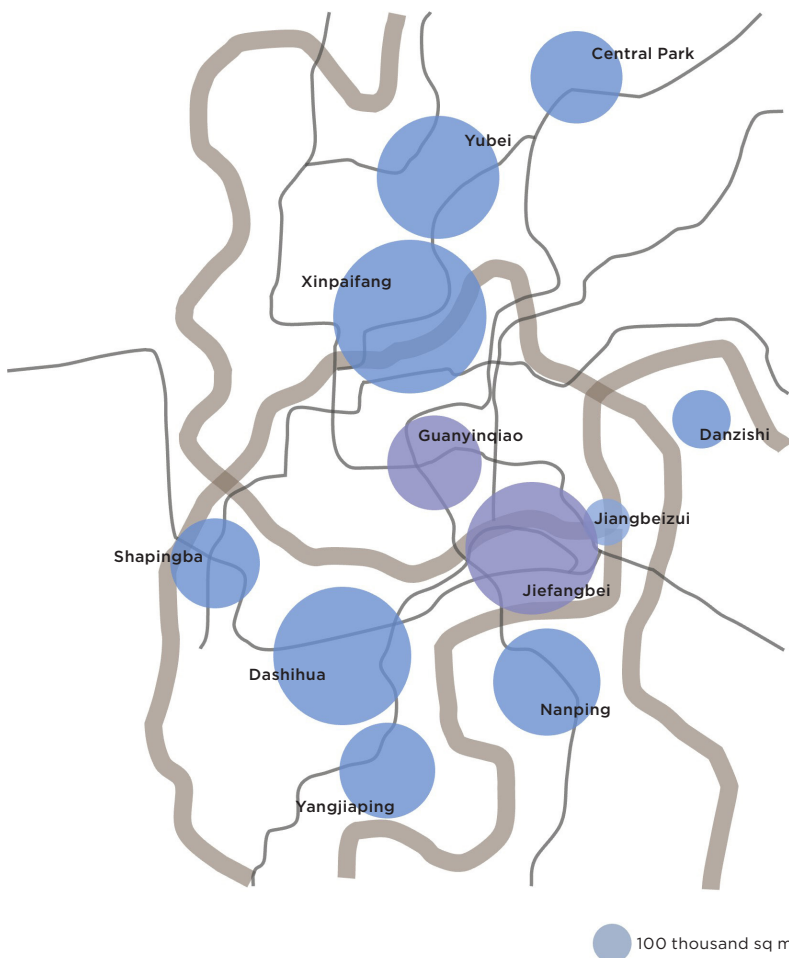 Central Park
Yubei
Xinpaifang
Guanyinqiao
Danzishi
Jiangbeizui
Shapingba
Jiefangbei
Dashihua
Nanping
Yangjiaping
100 thousand sq m